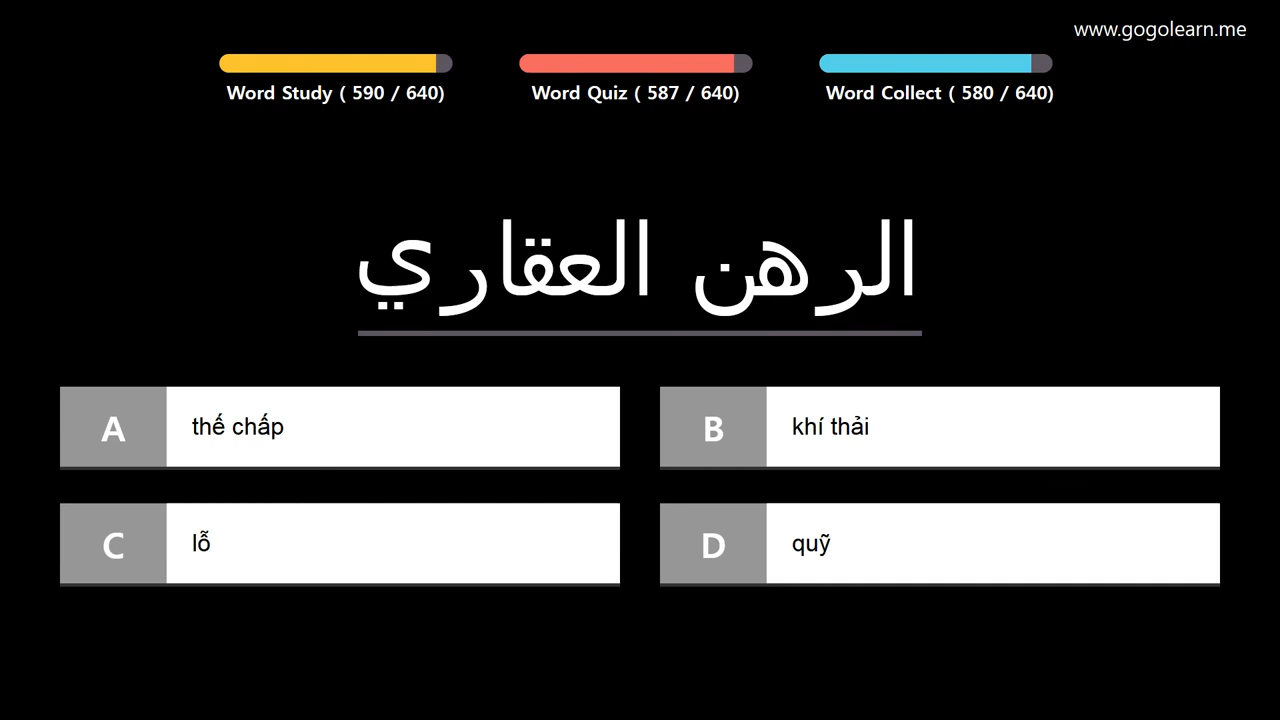 www.gogolearn.me
Word Study ( 590 / 640)
Word Quiz ( 587 / 640)
Word Collect ( 580 / 640)
الرهن العقاري
A
thế chấp
B
khí thải
C
lỗ
D
quỹ